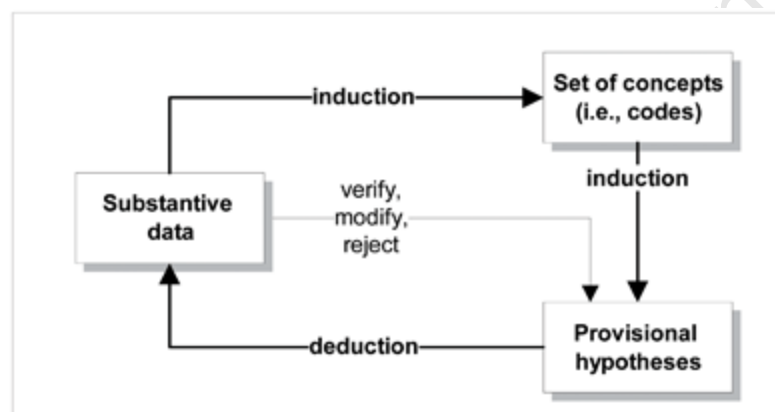 induction
Set of concepts
(i.e., codes)
induction
Substantive
data
verify,
modify,
reject
deduction
Provisional
hypotheses